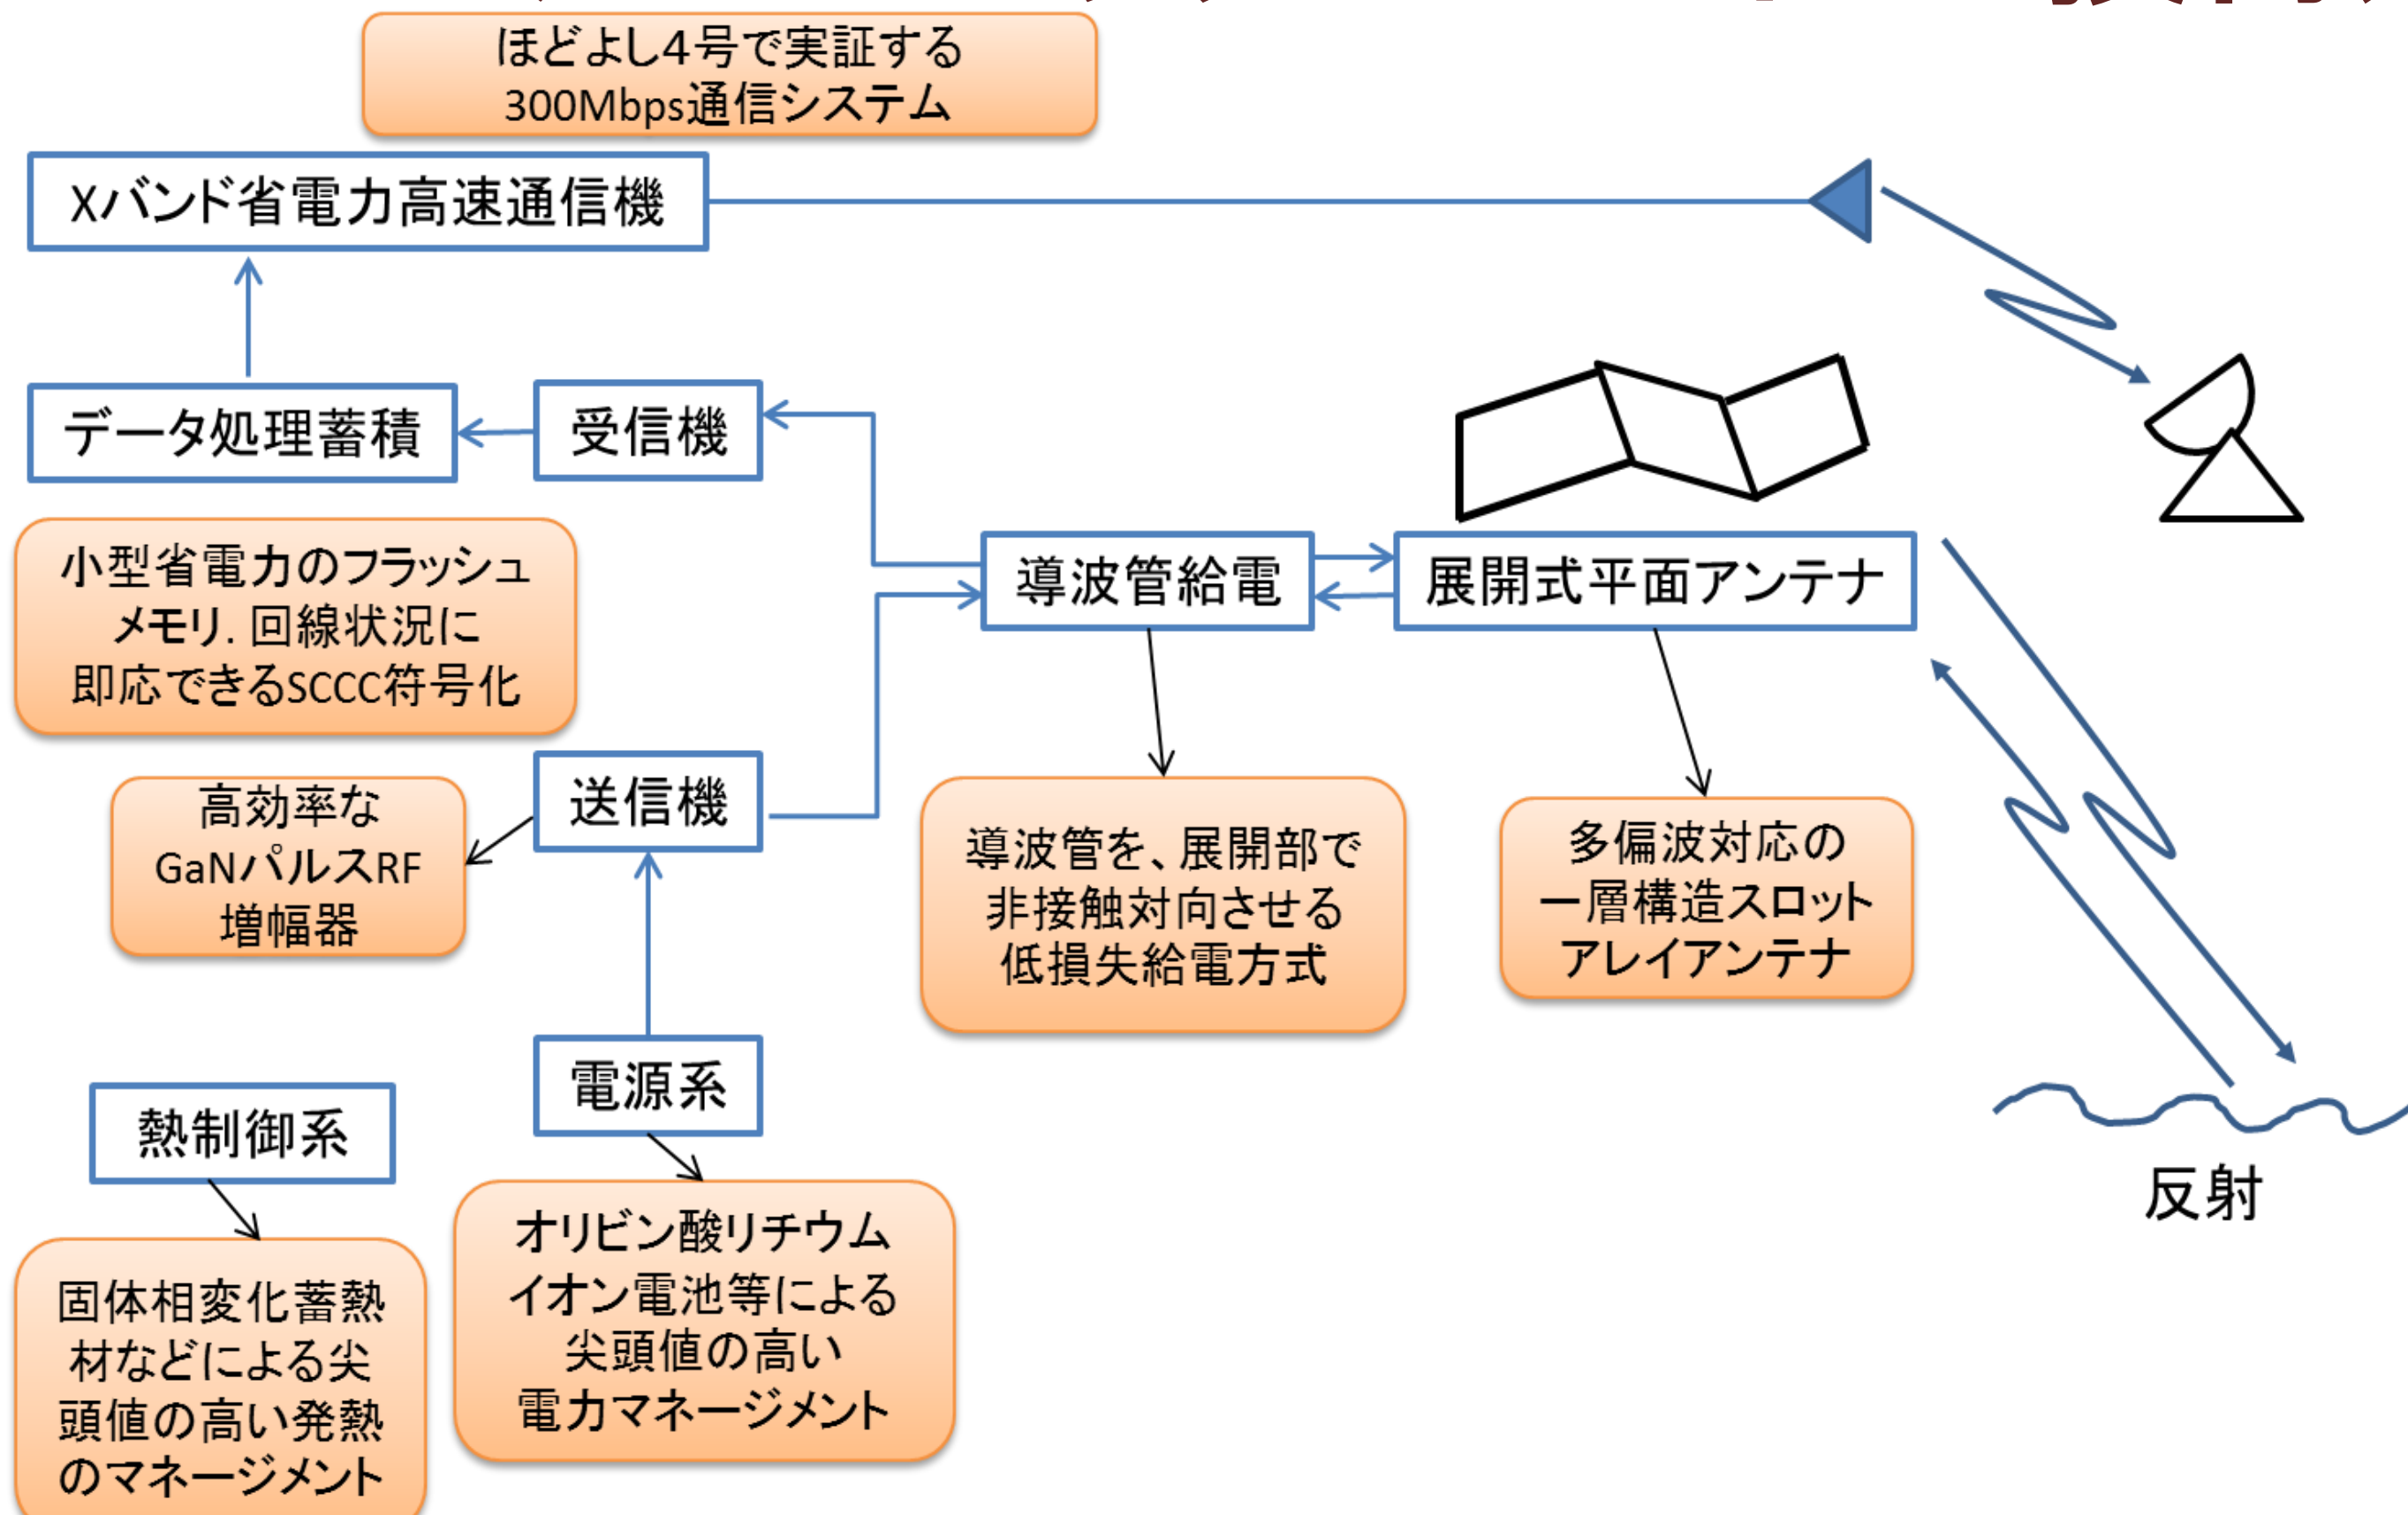 ほどよし４号で実証する
300Mbps通信システム
Xバンド省電力高速通信機
データ処理蓄積
受信機
小型省電力のフラッシュ
メモリ．回線状況に
即応できるSCCC符号化
導波管給電
展開式平面アンテナ
送信機
高効率な
GaNパルスRF
増幅器
導波管を、展開部で
非接触対向させる
低損失給電方式
多偏波対応の
一層構造スロット
アレイアンテナ
電源系
熱制御系
反射
オリビン酸リチウム
イオン電池等による
尖頭値の高い
電力マネージメント
固体相変化蓄熱
材などによる尖
頭値の高い発熱
のマネージメント